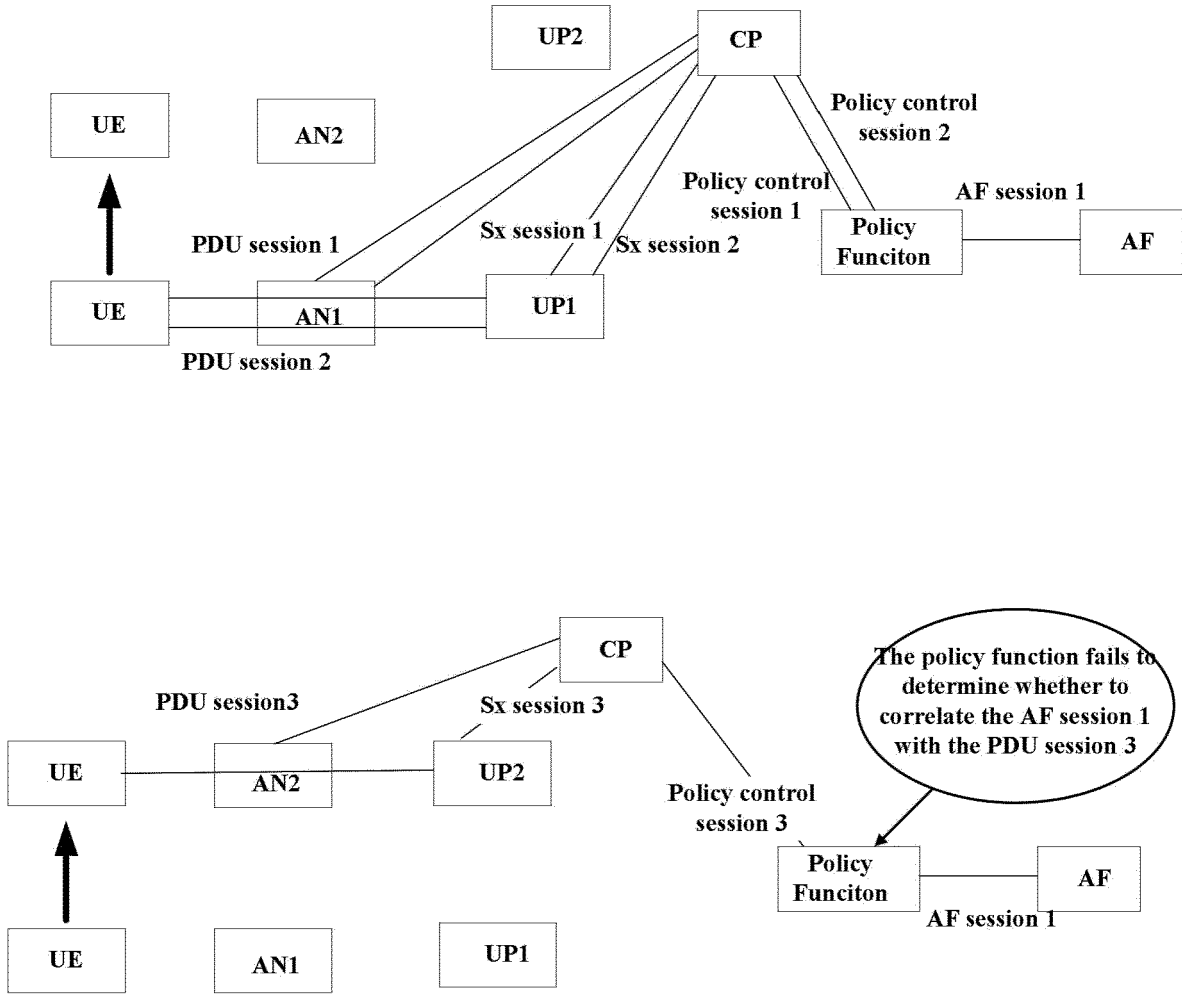 UP2
CP
UE
AN2
Policy control
session 2
Policy control
session 1
AF session 1
PDU session 1
Sx session 1
Sx session 2
Policy
Funciton
AF
UE
AN1
UP1
PDU session 2
CP
The policy function fails to
determine whether to
correlate the AF session 1
with the PDU session 3
PDU session3
Sx session 3
UE
AN2
UP2
Policy control
session 3
Policy
Funciton
AF
AF session 1
UE
AN1
UP1